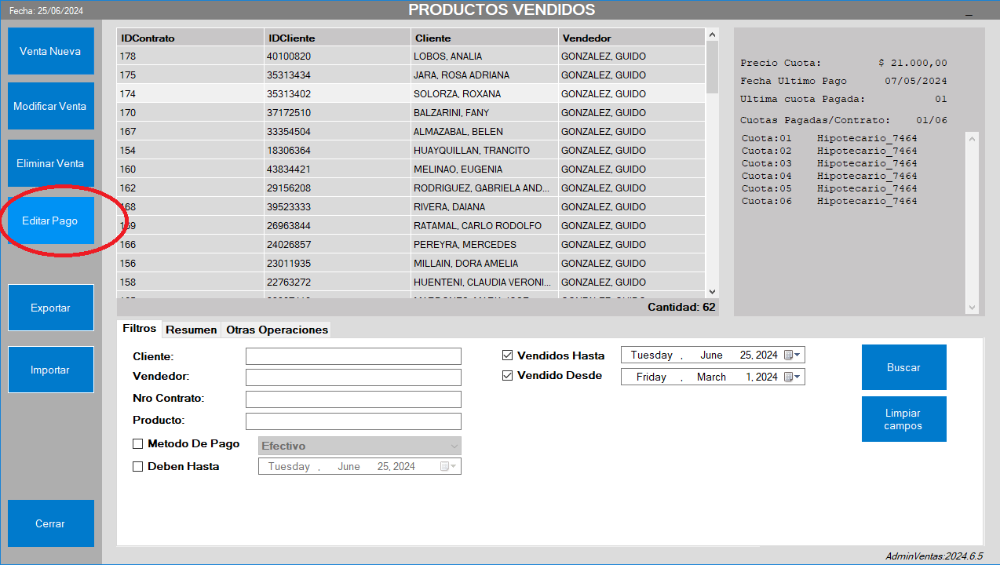 Fecha: 25/06/2024
PRODUCTOS VENDIDOS
Venta Nueva
Modificar Venta
Eliminar Venta
Editar Pago
Exportar
Importar
Cerrar
IDContrato IDCliente Cliente Vendedor
178 40100820 LOBOS, ANALIA GONZALEZ, GUIDO
175 35313434 JARA, ROSA ADRIANA GONZALEZ, GUIDO
174 35313402 SOLORZA, ROXANA GONZALEZ, GUIDO
170 37172510 BALZARINI, FANY GONZALEZ, GUIDO
167 33354504 ALMAZABAL, BELEN GONZALEZ, GUIDO
154 18306364 HUAYQUILLAN, TRANCITO GONZALEZ, GUIDO
160 43834421 MELINAO, EUGENIA GONZALEZ, GUIDO
162 29156208 RODRIGUEZ, GABRIELA AND... GONZALEZ, GUIDO
168 39523333 RIVERA, DAIANA GONZALEZ, GUIDO
169 26963844 RATAMAL, CARLO RODOLFO GONZALEZ, GUIDO
166 24026857 PEREYRA, MERCEDES GONZALEZ, GUIDO
156 23011935 MILLAIN, DORA AMELIA GONZALEZ, GUIDO
158 22763272 HUENTENI, CLAUDIA VERONI... GONZALEZ, GUIDO
Cantidad: 62
Precio Cuota: $ 21.000,00
Fecha Ultimo Pago 07/05/2024
Ultima cuota Pagada: 01
Cuotas Pagadas/Contrato: 01/06
Cuota:01 Hipotecario_7464
Cuota:02 Hipotecario_7464
Cuota:03 Hipotecario_7464
Cuota:04 Hipotecario_7464
Cuota:05 Hipotecario_7464
Cuota:06 Hipotecario_7464
Filtros Resumen Otras Operaciones
Cliente:
Vendedor:
Nro Contrato:
Producto:
Metodo De Pago Efectivo
Deben Hasta Tuesday , June 25, 2024
Vendidos Hasta Tuesday , June 25, 2024
Vendido Desde Friday , March 1, 2024
Buscar
Limpiar
campos
AdminVentas:2024.6.5